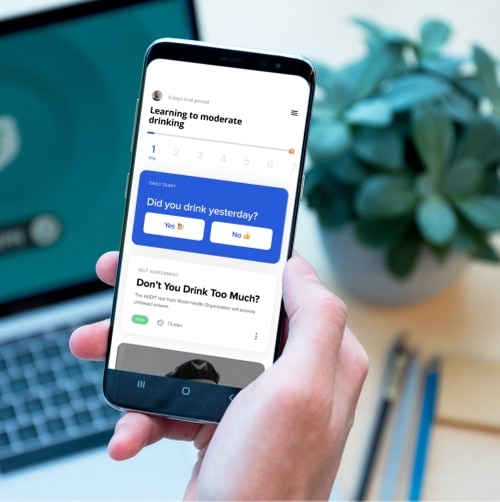 4 days trial period
Learning to moderate
drinking
1 2 3 4 5 6
day
DAILY DIARY
Did you drink yesterday?
Yes No
SELF ASSESSMENT
Don't You Drink Too Much?
The AUDIT test from World Health Organization will provide
unbiased answer.
13 min